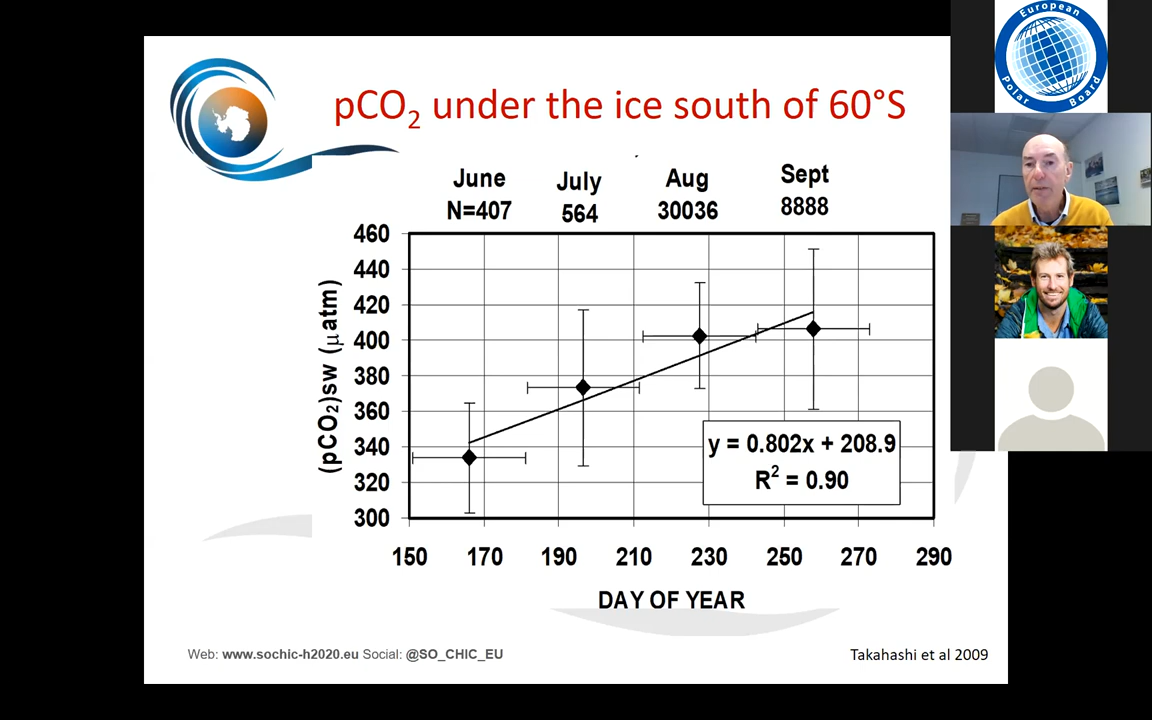 pCO2 under the ice south of 60°S
June July Aug Sept
N=407 564 30036 8888
460
440
420
400
380
360
340
320
300
(pCO2)sw (μatm)
y = 0.802x + 208.9
R2 = 0.90
150 170 190 210 230 250 270 290
DAY OF YEAR
Web: www.sochic-h2020.eu Social: @SO_CHIC_EU
Takahashi et al 2009
European
Polar Board